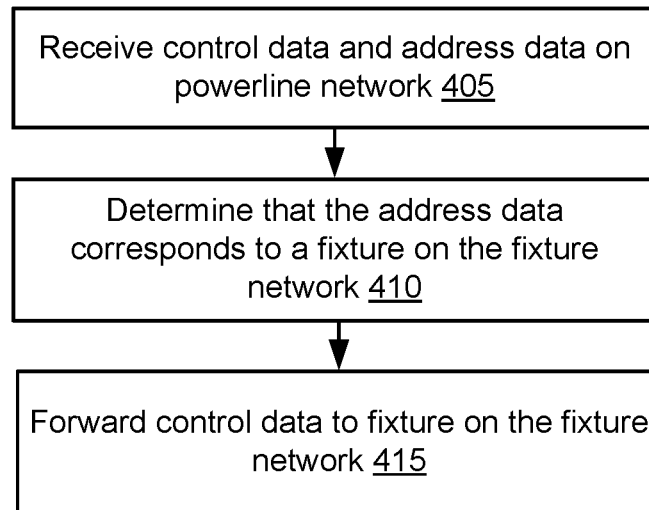 Receive control data and address data on
powerline network 405
Determine that the address data
corresponds to a fixture on the fixture
network 410
Forward control data to fixture on the fixture
network 415